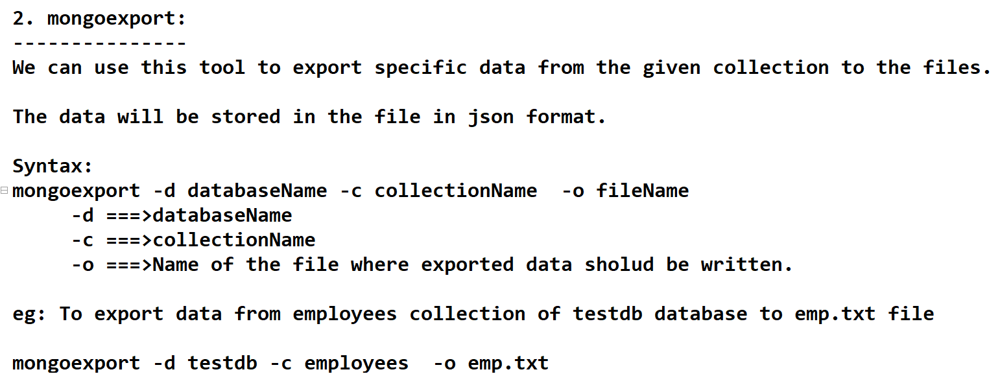 2. mongoexport:
---------------
We can use this tool to export specific data from the given collection to the files.
The data will be stored in the file in json format.
Syntax:
mongoexport -d databaseName -c collectionName  -o fileName
-d ===>databaseName
-c ===>collectionName
-o ===>Name of the file where exported data sholud be written.
eg: To export data from employees collection of testdb database to emp.txt file
mongoexport -d testdb -c employees  -o emp.txt